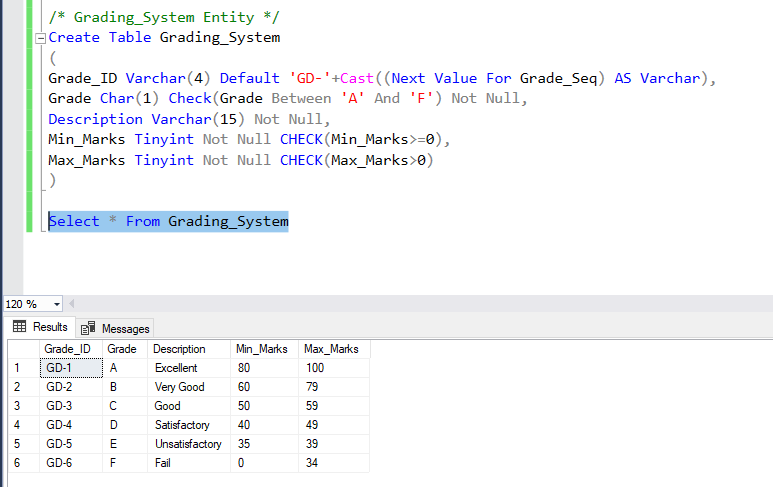 /* Grading_System Entity */
Create Table Grading_System
(
Grade_ID Varchar(4) Default 'GD-'+Cast((Next Value For Grade_Seq) AS Varchar),
Grade Char(1) Check(Grade Between 'A' And 'F') Not Null,
Description Varchar(15) Not Null,
Min_Marks Tinyint Not Null CHECK(Min_Marks>=0),
Max_Marks Tinyint Not Null CHECK(Max_Marks>0)
)
Select * From Grading_System
120 %
Results Messages
Grade_ID Grade Description Min_Marks Max_Marks
1 GD-1 A Excellent 80 100
2 GD-2 B Very Good 60 79
3 GD-3 C Good 50 59
4 GD-4 D Satisfactory 40 49
5 GD-5 E Unsatisfactory 35 39
6 GD-6 F Fail 0 34